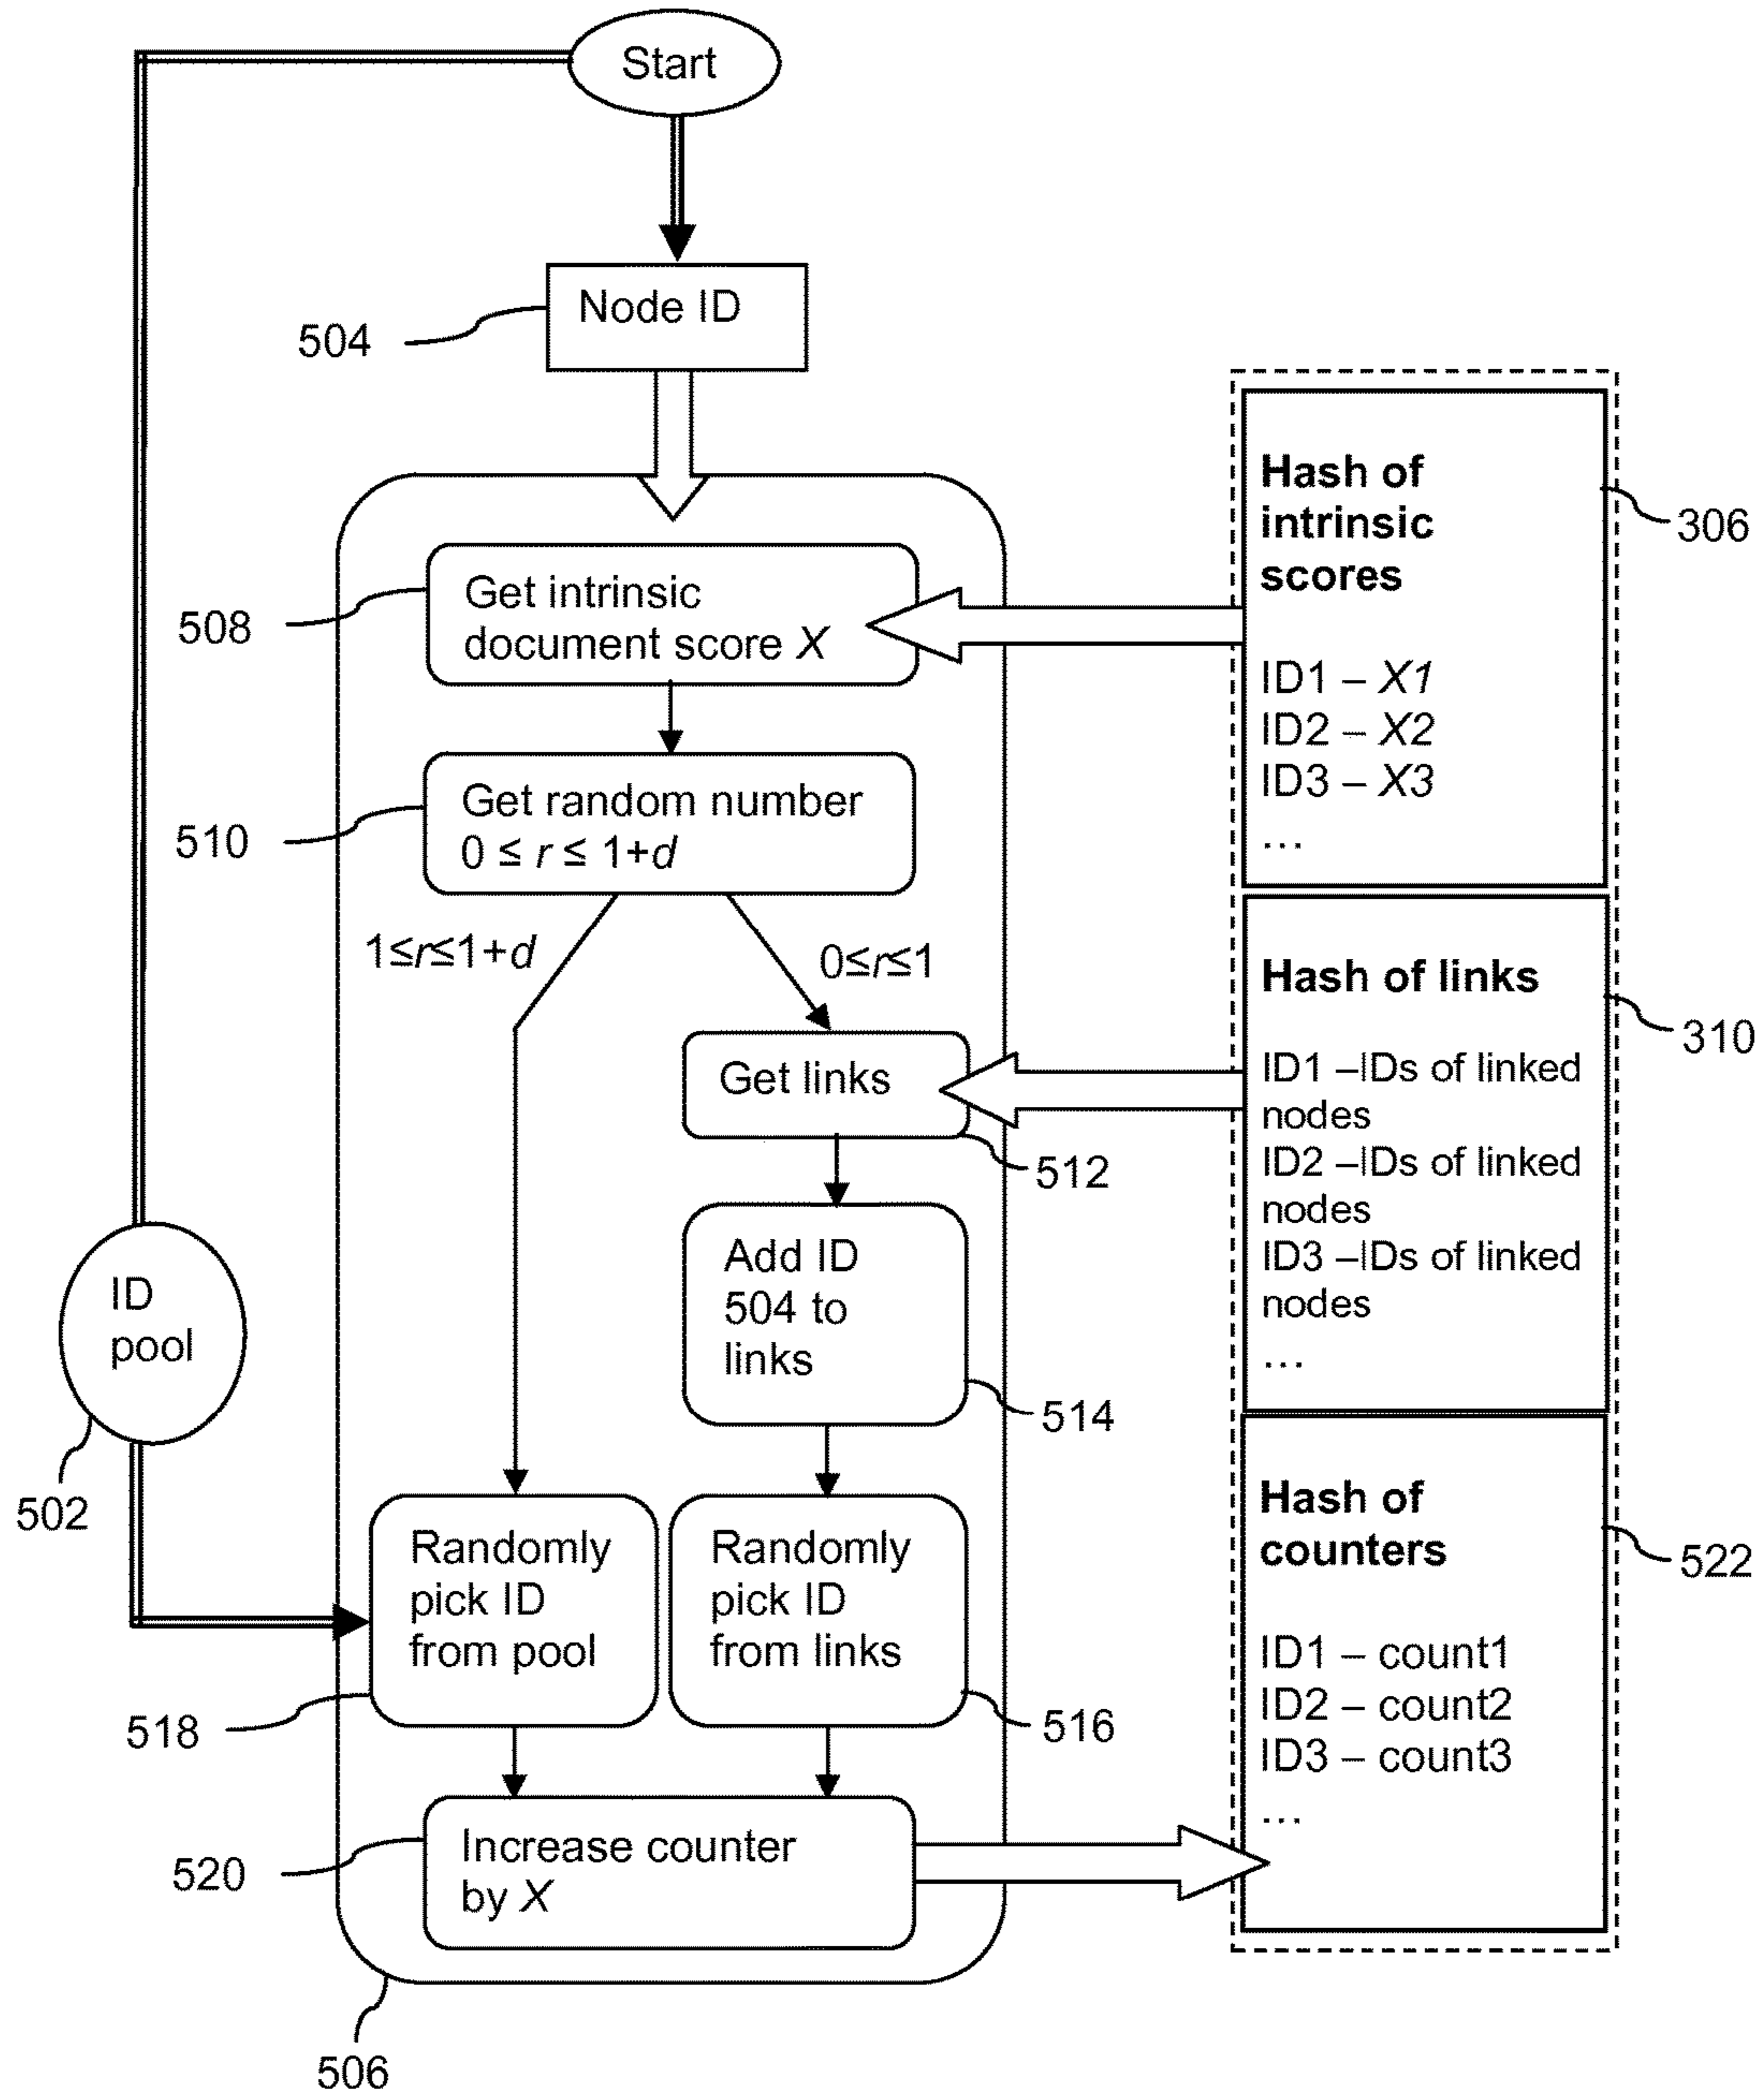 Start
Node ID
504
Hash of
intrinsic
scores
306
ID1 – X1
ID2 – X2
ID3 – X3
...
Get intrinsic
document score X
508
Get random number
0 ≤ r ≤ 1+d
510
1≤r≤1+d
0≤r≤1
Hash of links
310
ID1 –IDs of linked
nodes
ID2 –IDs of linked
nodes
ID3 –IDs of linked
nodes
...
Get links
512
Add ID
504 to
links
514
ID
pool
502
Randomly
pick ID
from pool
518
Randomly
pick ID
from links
516
Hash of
counters
522
ID1 – count1
ID2 – count2
ID3 – count3
...
Increase counter
by X
520
506